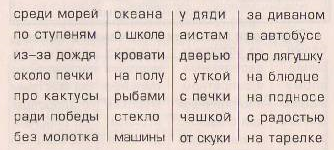 среди морей океана у дяди за диваном
по ступеням о школе аистам в автобусе
из-за дождя кровати дверью про лягушку
около печки на полу с уткой на блюдце
про кактусы рыбами с печки на подносе
ради победы стекло чашкой с радостью
без молотка машины от скуки на тарелке